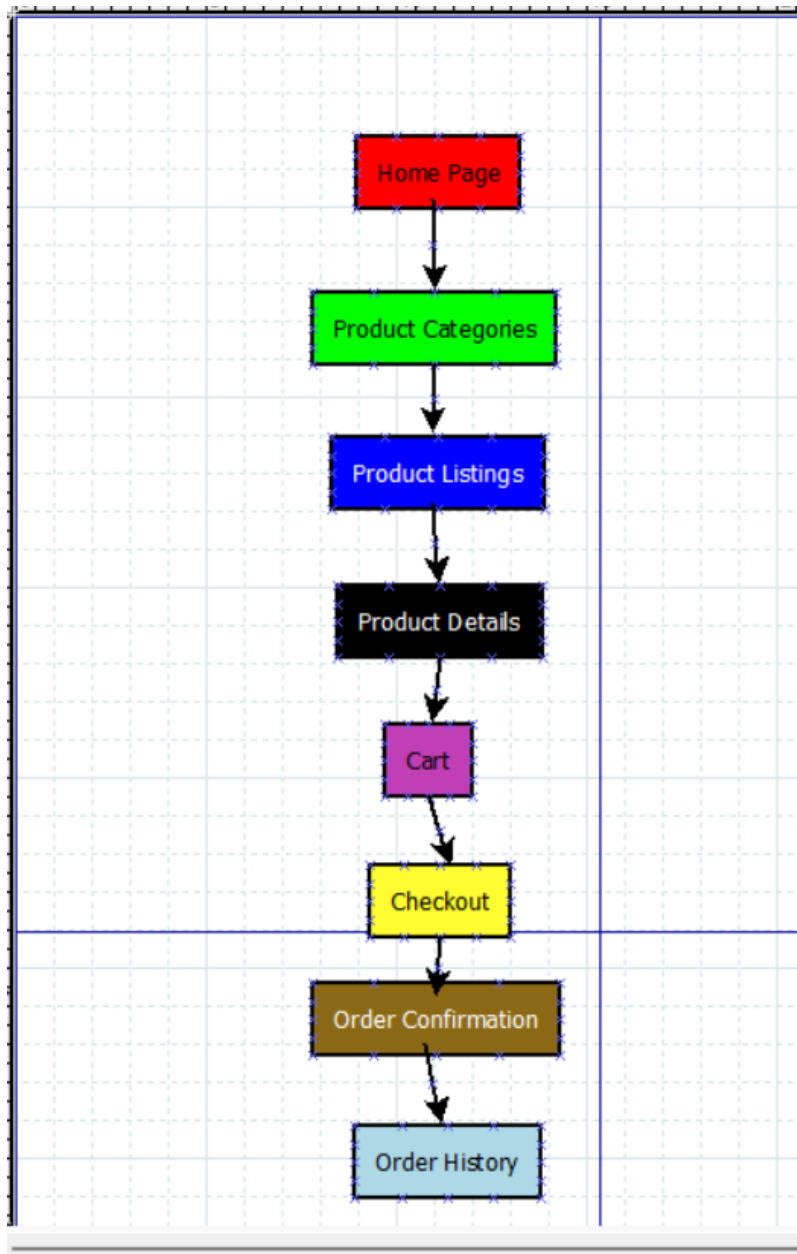 Home Page
Product Categories
Product Listings
Product Details
Cart
Checkout
Order Confirmation
Order History